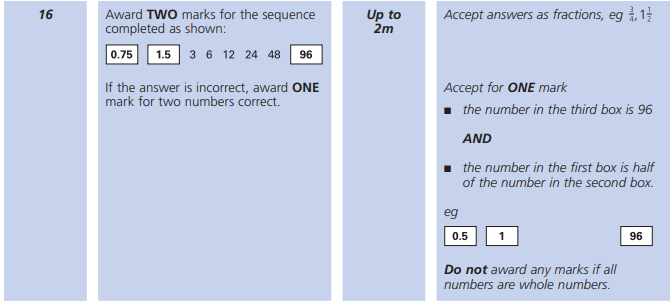 16
Award TWO marks for the sequence
completed as shown:
0.75 1.5 3 6 12 24 48 96
If the answer is incorrect, award ONE
mark for two numbers correct.
Up to
2m
Accept answers as fractions, eg ¾, 1½
Accept for ONE mark
■ the number in the third box is 96
AND
■ the number in the first box is half
of the number in the second box.
eg
0.5 1 96
Do not award any marks if all
numbers are whole numbers.